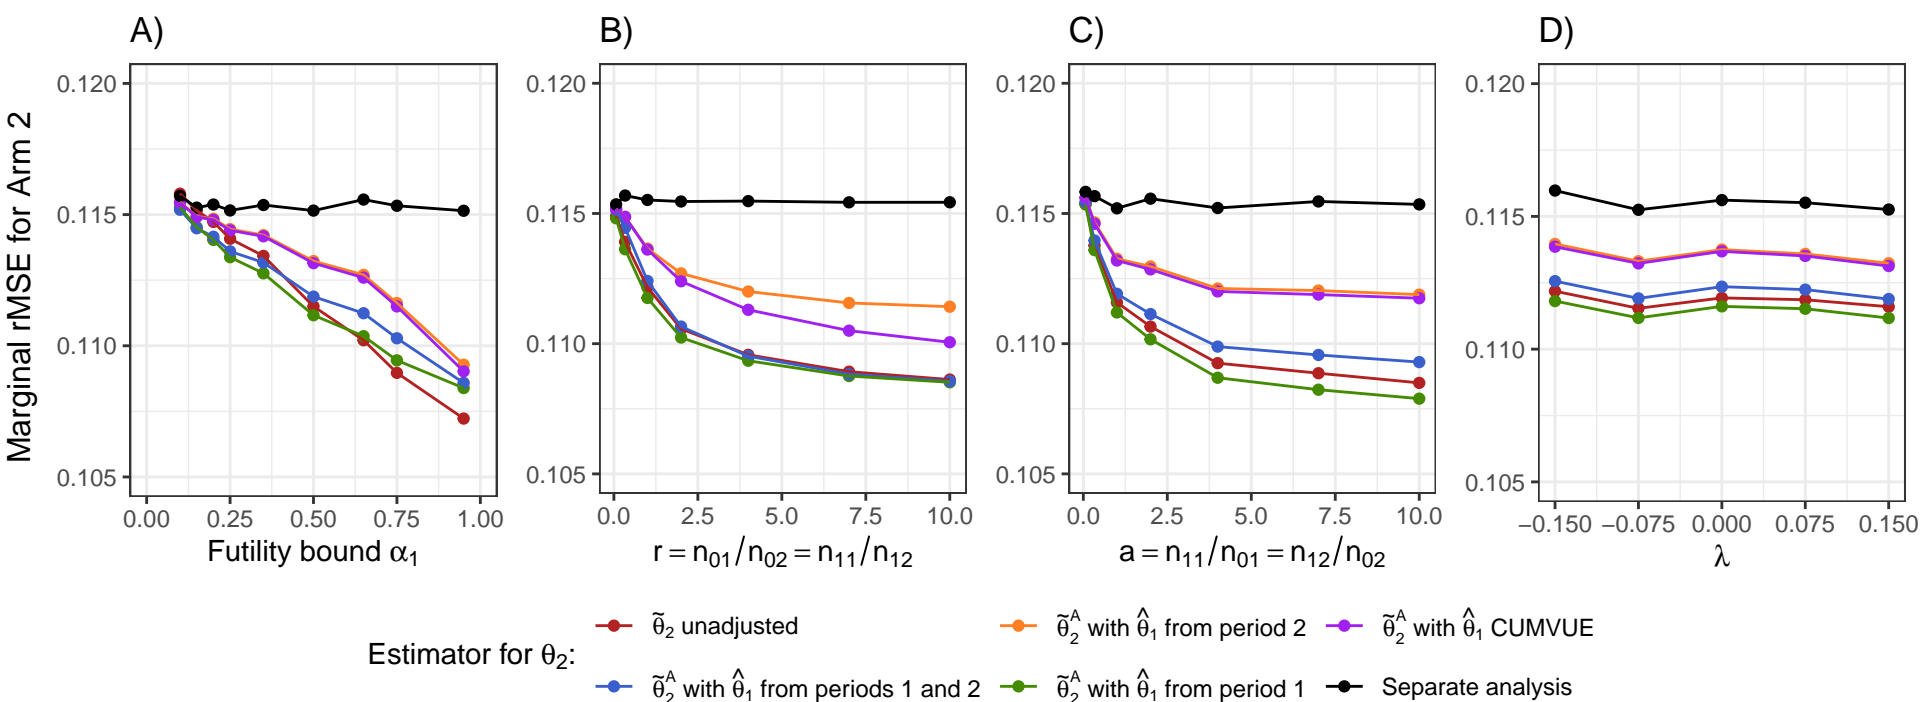 A) B) C) D)
Marginal rMSE for Arm 2
0.120 0.120 0.120 0.120
0.115 0.115 0.115 0.115
0.110 0.110 0.110 0.110
0.105 0.105 0.105 0.105
0.00 0.25 0.50 0.75 1.00 0.0 2.5 5.0 7.5 10.0 0.0 2.5 5.0 7.5 10.0 −0.150 −0.075 0.000 0.075 0.150
Futility bound α₁ r = n₀₁/n₀₂ = n₁₁/n₁₂ a = n₁₁/n₀₁ = n₁₂/n₀₂ λ
Estimator for θ₂:
θ̃₂ unadjusted θ̃₂ᴬ with θ̂₁ from period 2 θ̃₂ᴬ with θ̂₁ CUMVUE
θ̃₂ᴬ with θ̂₁ from periods 1 and 2 θ̃₂ᴬ with θ̂₁ from period 1 Separate analysis